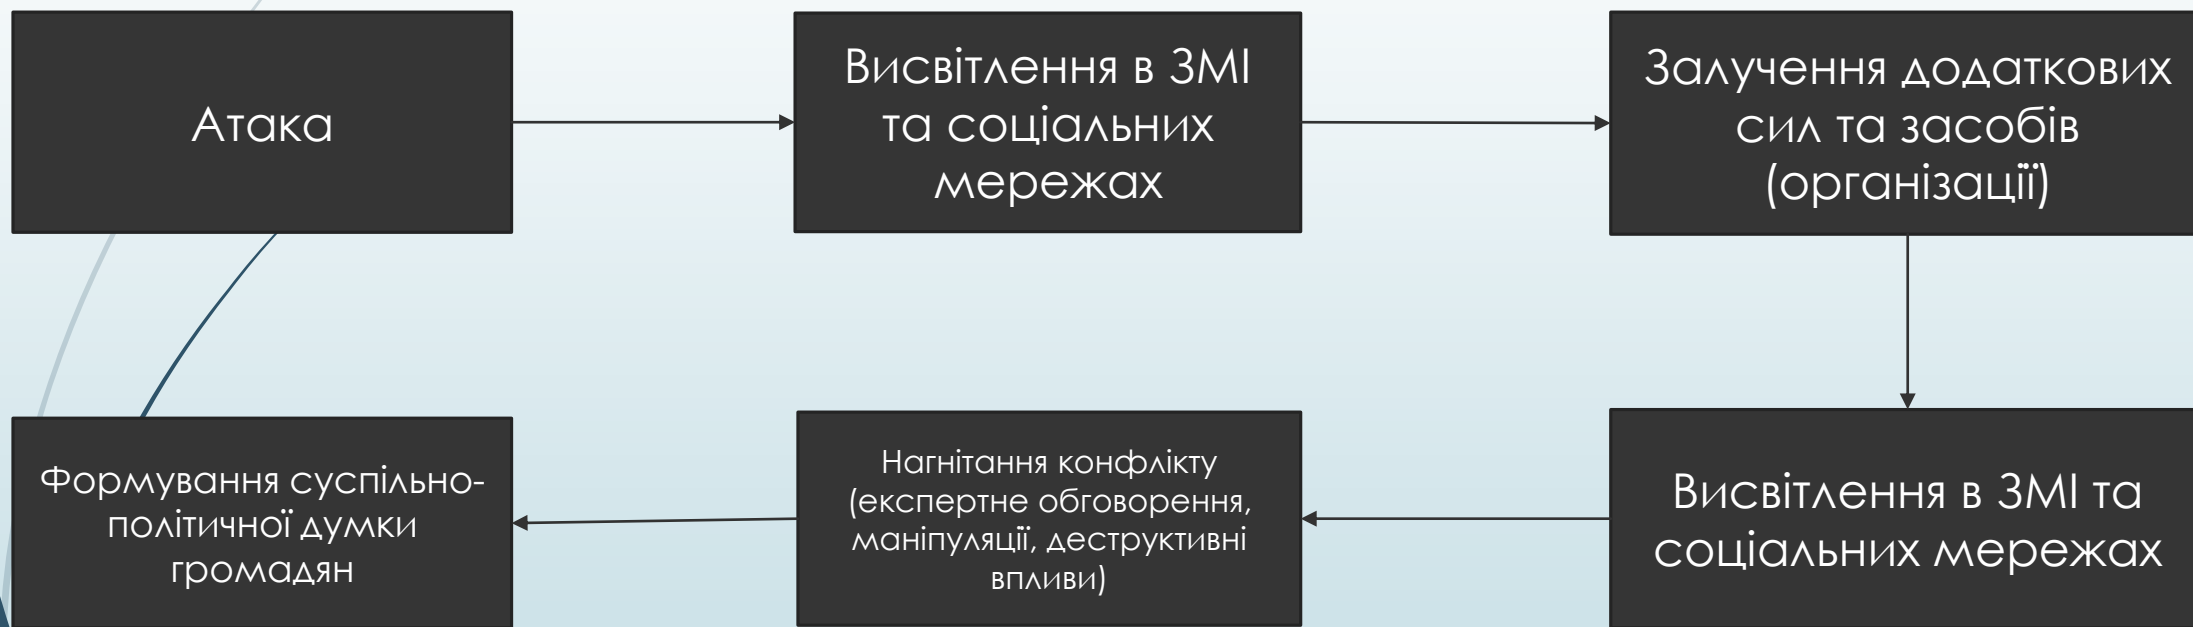 Атака
Висвітлення в ЗМІ
та соціальних
мережах
Залучення додаткових
сил та засобів
(організації)
Формування суспільно-
політичної думки
громадян
Нагнітання конфлікту
(експертне обговорення,
маніпуляції, деструктивні
впливи)
Висвітлення в ЗМІ та
соціальних мережах